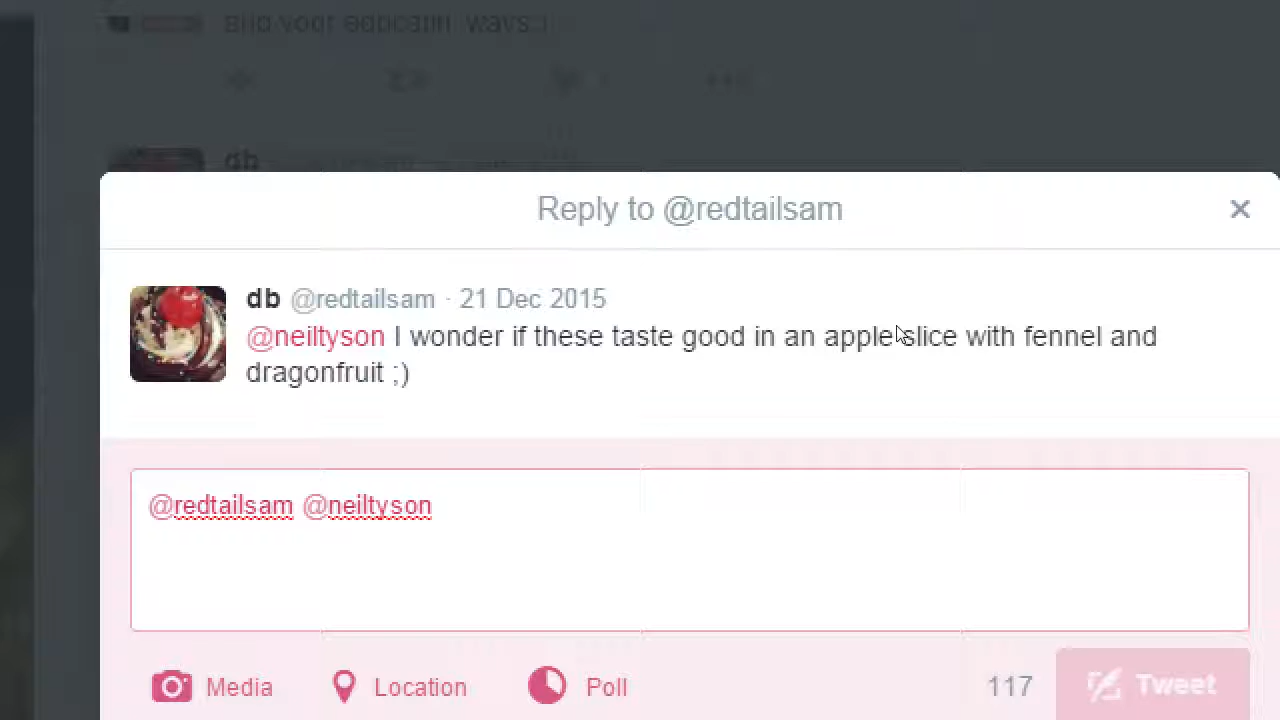 db
Reply to @redtailsam
db @redtailsam · 21 Dec 2015
@neiltyson I wonder if these taste good in an apple slice with fennel and
dragonfruit ;)
@redtailsam @neiltyson
Media Location Poll 117 Tweet